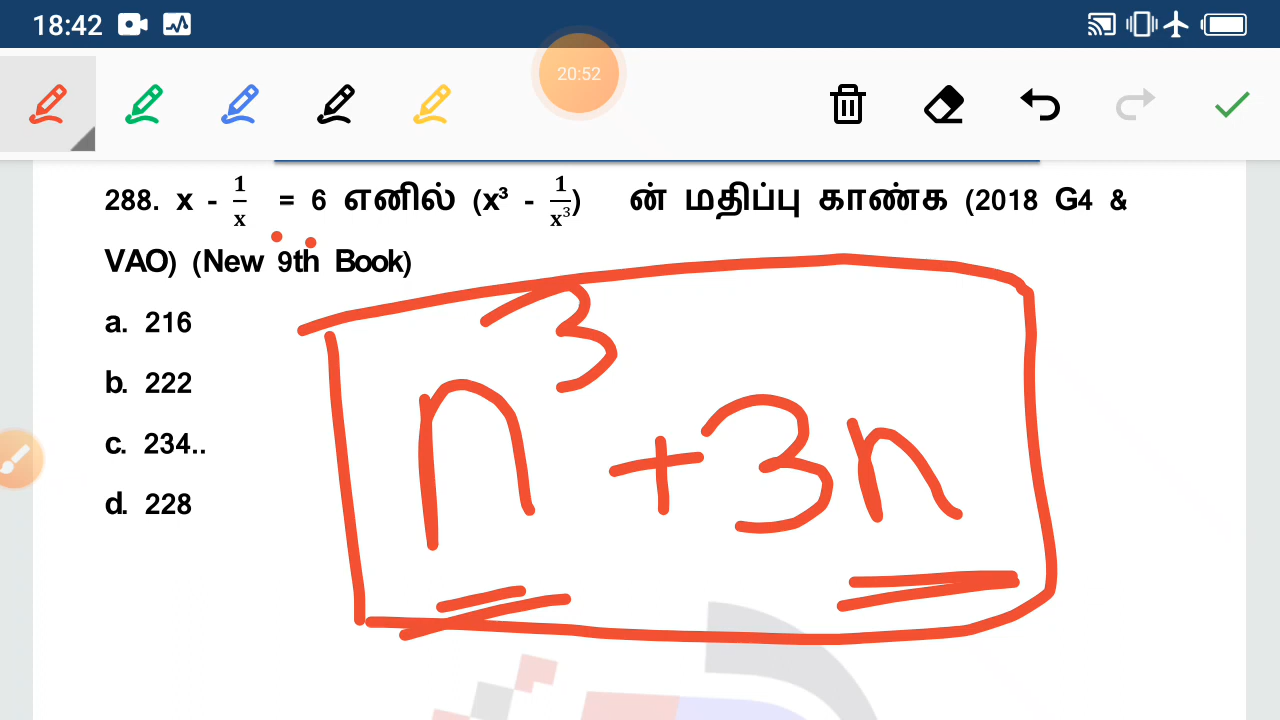 18:42
20:52
288. x - 1/x = 6 எனில் (x³ - 1/x³) ன் மதிப்பு காண்க (2018 G4 &
VAO) (New 9th Book)
a. 216
b. 222
c. 234..
d. 228
n³ + 3n